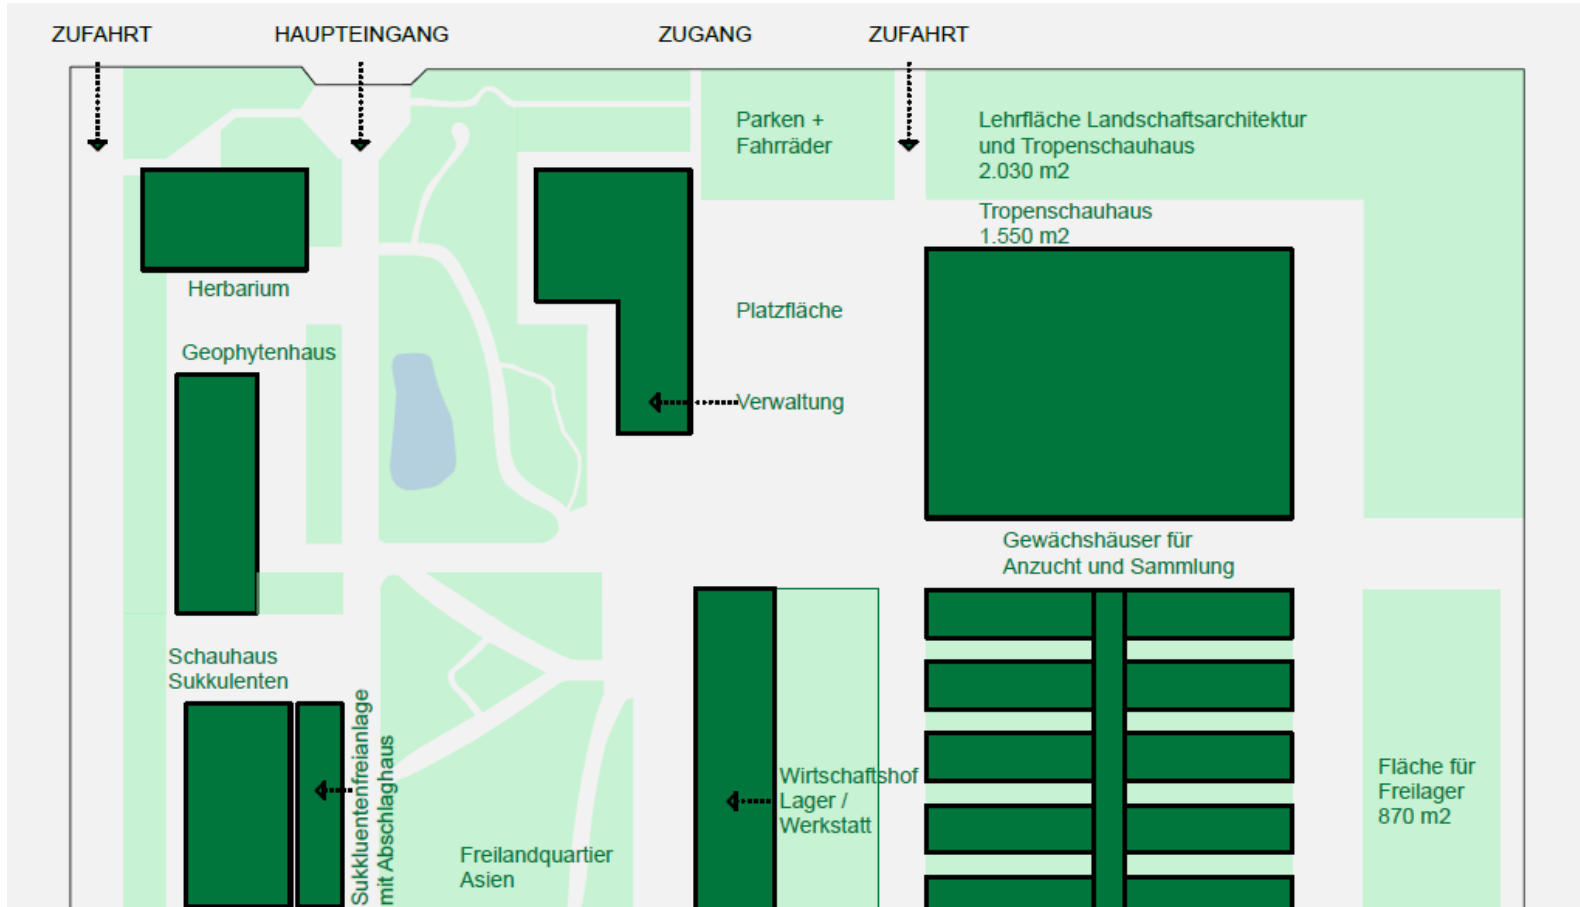 ZUFAHRT
HAUPTEINGANG
ZUGANG
ZUFAHRT
Parken +
Fahrräder
Lehrfläche Landschaftsarchitektur
und Tropenschauhaus
2.030 m2
Tropenschauhaus
1.550 m2
Herbarium
Platzfläche
Geophytenhaus
Verwaltung
Gewächshäuser für
Anzucht und Sammlung
Schauhaus
Sukkulenten
Sukkluentenfreianlage
mit Abschlaghaus
Wirtschaftshof
Lager /
Werkstatt
Fläche für
Freilager
870 m2
Freilandquartier
Asien